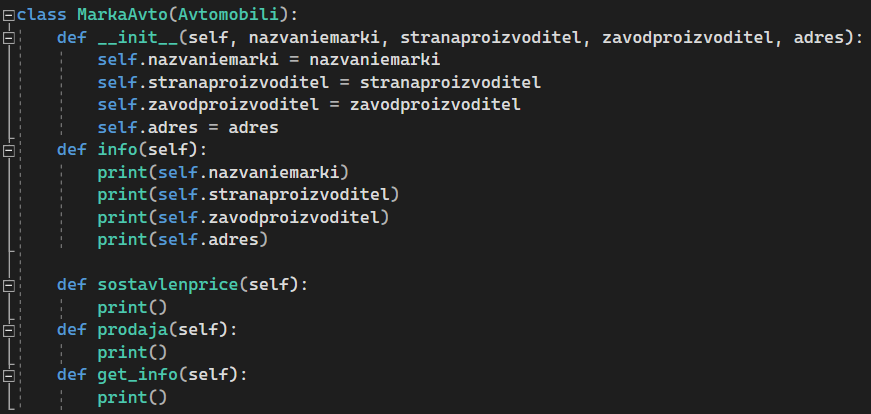 class MarkaAvto(Avtomobili):
    def __init__(self, nazvaniemarki, stranaproizvoditel, zavodproizvoditel, adres):
        self.nazvaniemarki = nazvaniemarki
        self.stranaproizvoditel = stranaproizvoditel
        self.zavodproizvoditel = zavodproizvoditel
        self.adres = adres
    def info(self):
        print(self.nazvaniemarki)
        print(self.stranaproizvoditel)
        print(self.zavodproizvoditel)
        print(self.adres)

    def sostavlenprice(self):
        print()
    def prodaja(self):
        print()
    def get_info(self):
        print()